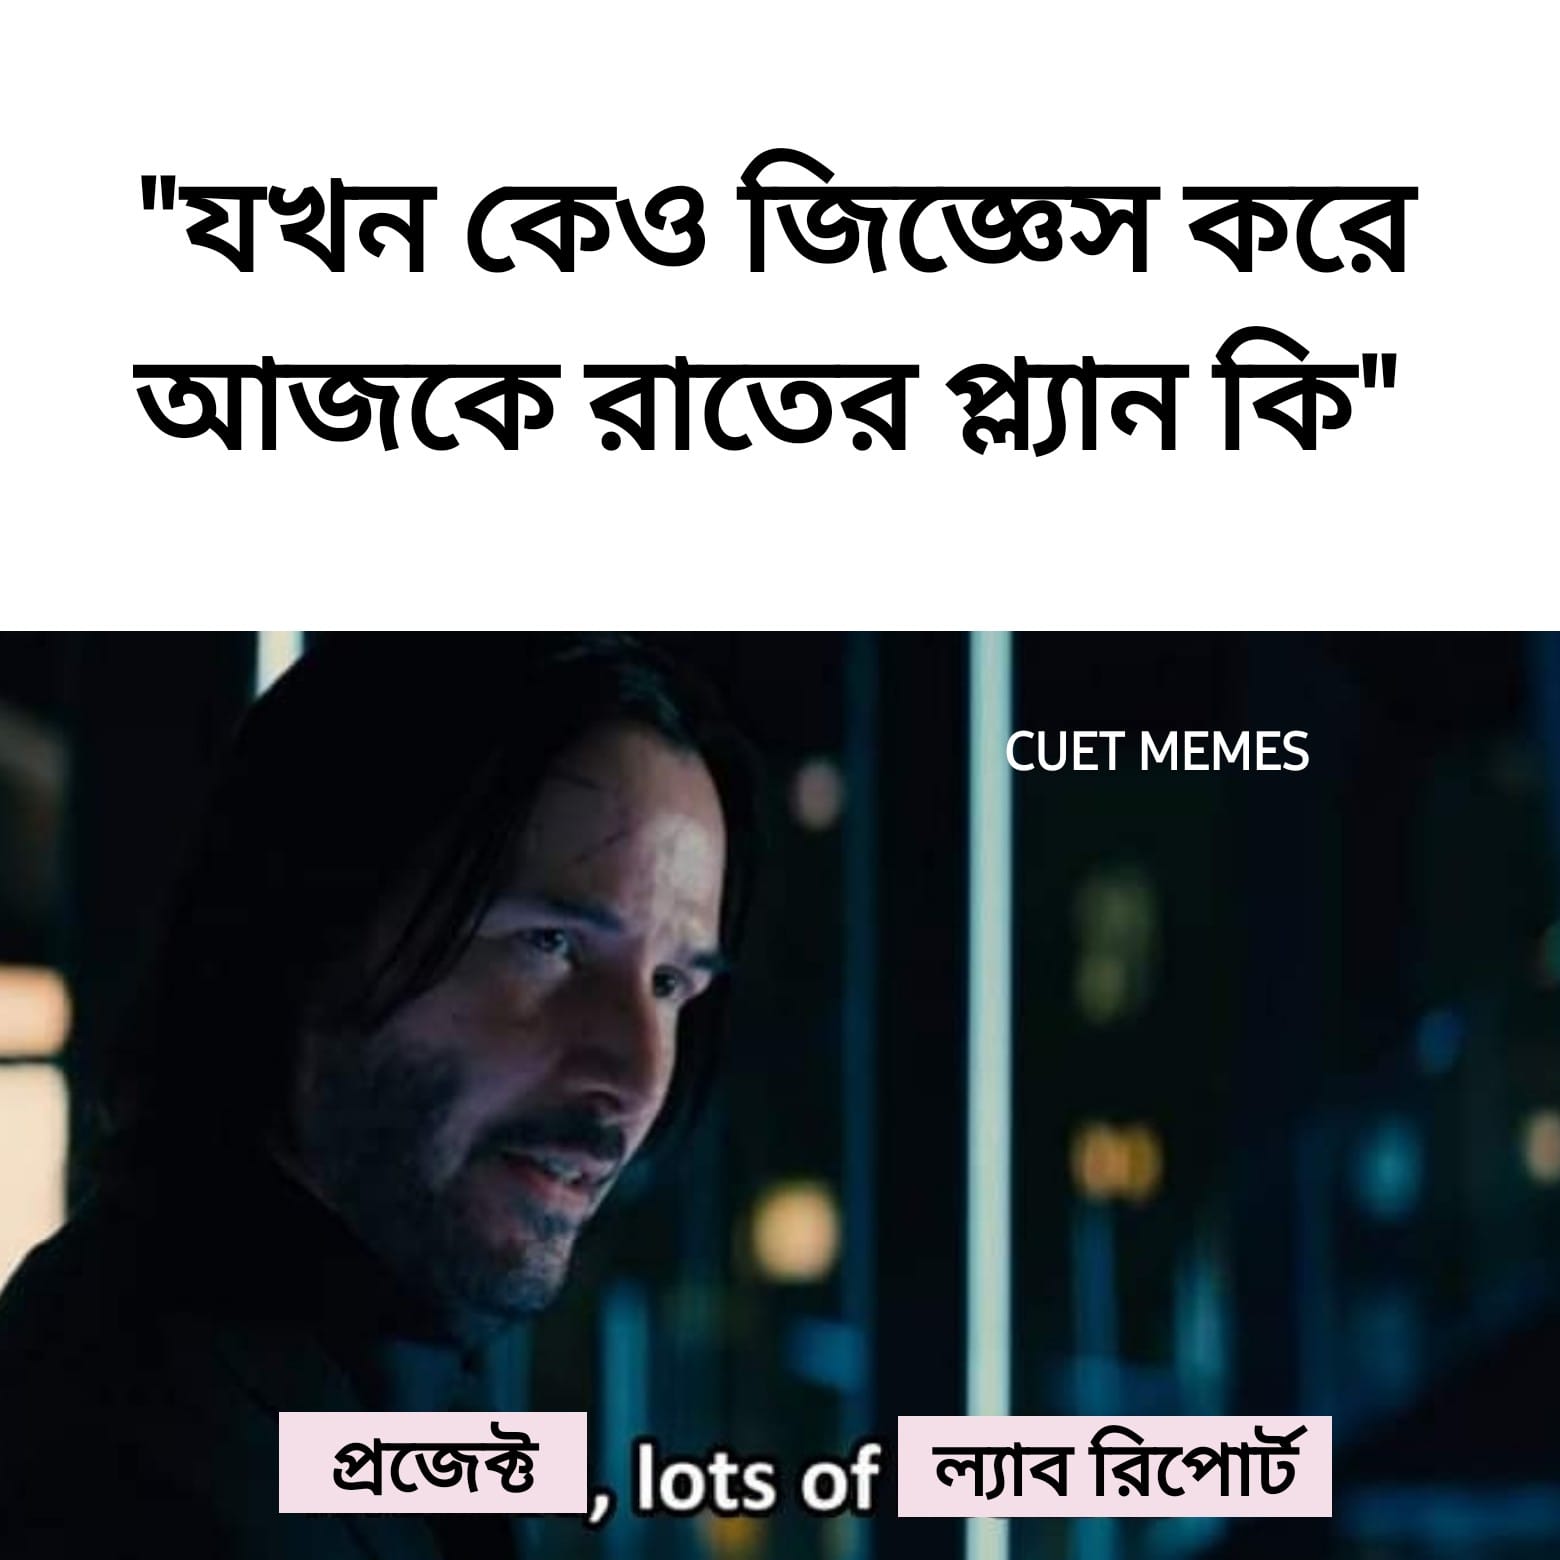 "যখন কেও জিজ্ঞেস করে
আজকে রাতের প্ল্যান কি"
CUET MEMES
প্রজেক্ট , lots of ল্যাব রিপোর্ট